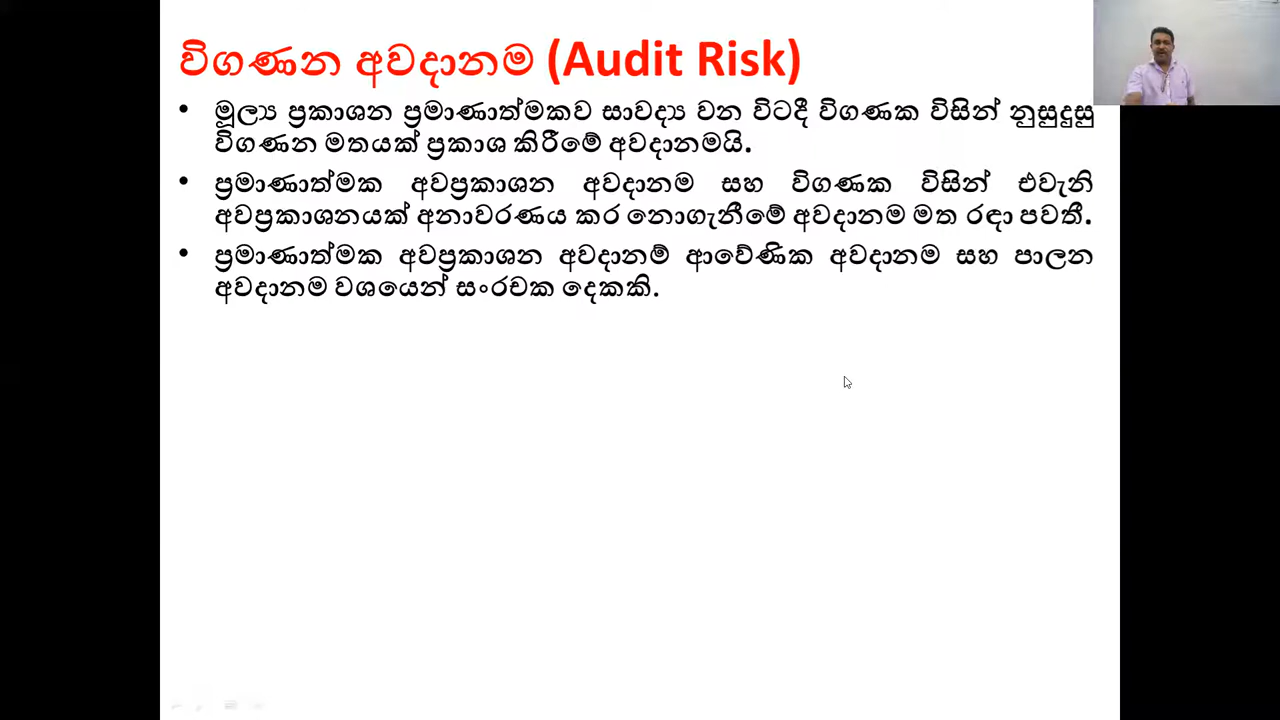 විගණන අවදානම (Audit Risk)
• මූල්‍ය ප්‍රකාශන ප්‍රමාණාත්මකව සාවද්‍ය වන විටදී විගණක විසින් නුසුදුසු
විගණන මතයක් ප්‍රකාශ කිරීමේ අවදානමයි.
• ප්‍රමාණාත්මක අවප්‍රකාශන අවදානම සහ විගණක විසින් එවැනි
අවප්‍රකාශනයක් අනාවරණය කර නොගැනීමේ අවදානම මත රඳා පවතී.
• ප්‍රමාණාත්මක අවප්‍රකාශන අවදානම් ආවේණික අවදානම සහ පාලන
අවදානම වශයෙන් සංරචක දෙකකි.